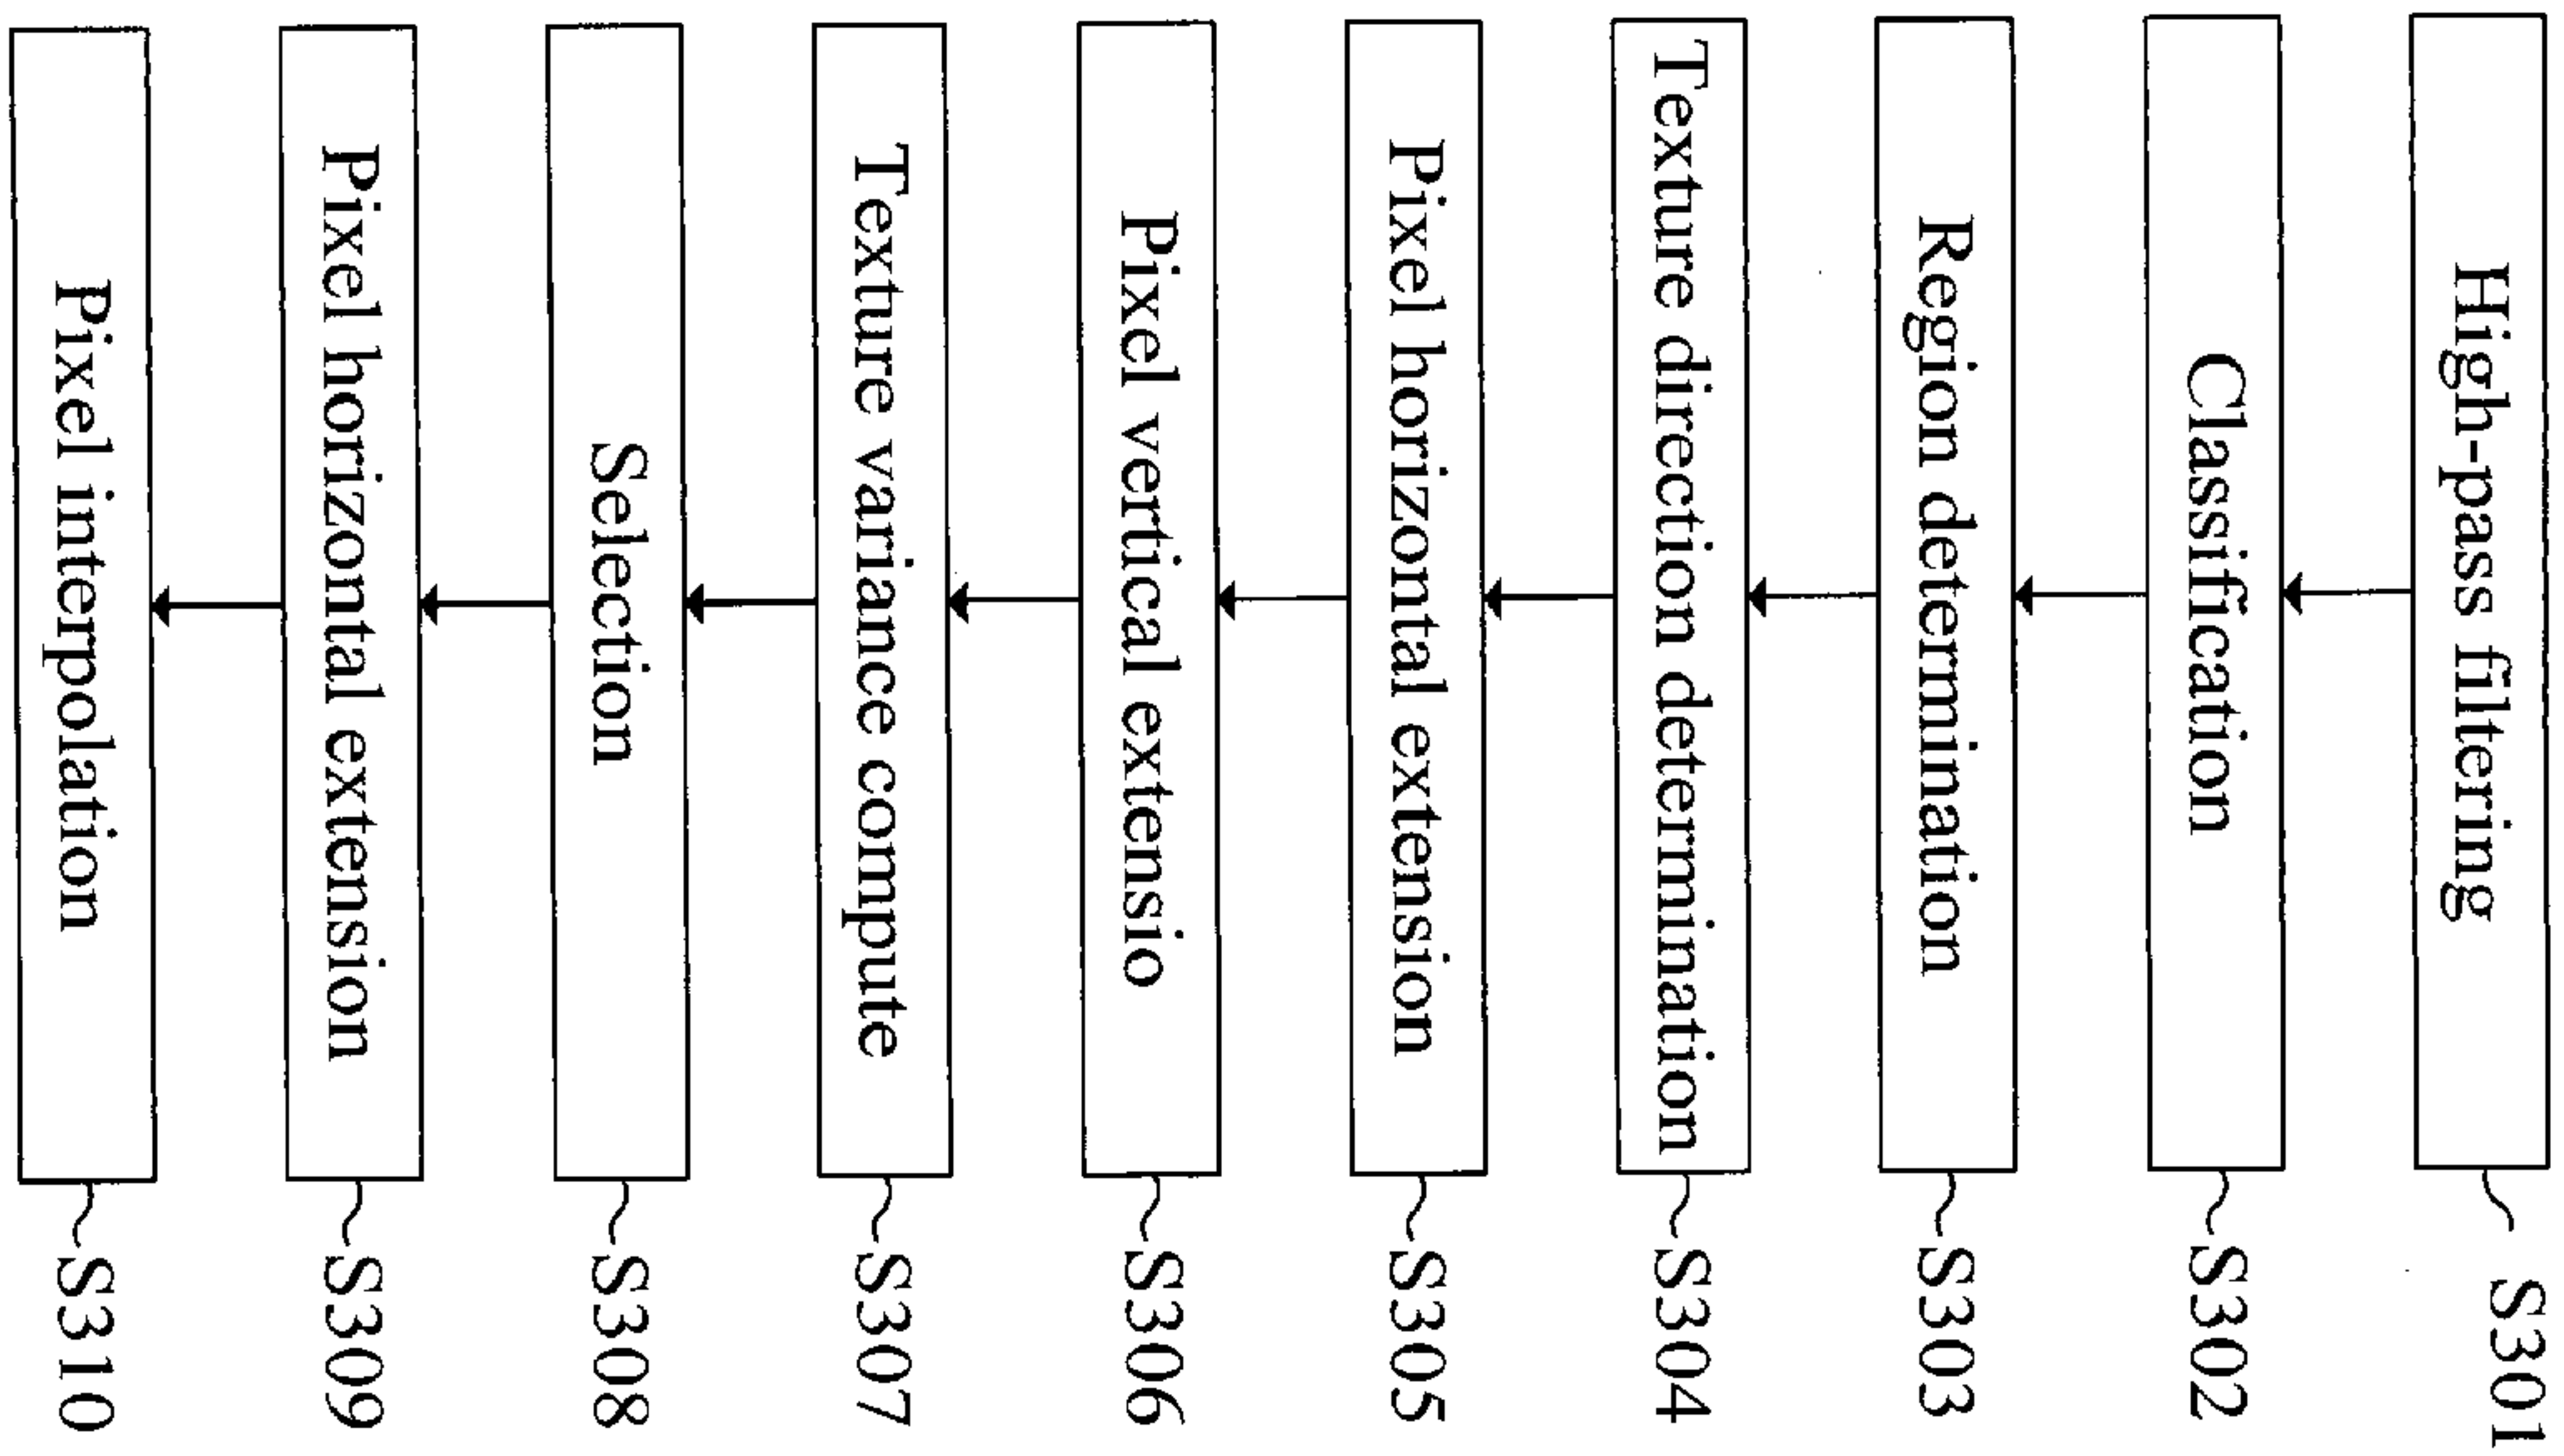 High-pass filtering
S301
Classification
S302
Region determination
S303
Texture direction determination
S304
Pixel horizontal extension
S305
Pixel vertical extensio
S306
Texture variance compute
S307
Selection
S308
Pixel horizontal extension
S309
Pixel interpolation
S310